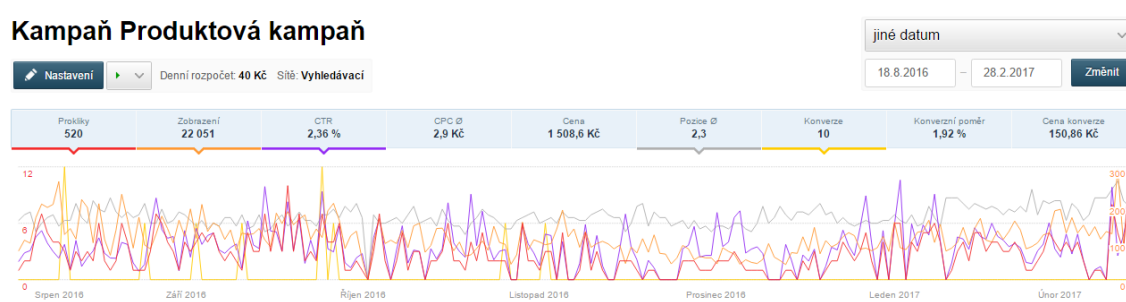 Kampaň Produktová kampaň
jiné datum
Nastavení Denní rozpočet: 40 Kč Sítě: Vyhledávací
18.8.2016 – 28.2.2017 Změnit
Prokliky Zobrazení CTR CPC Ø Cena Pozice Ø Konverze Konverzní poměr Cena konverze
520 22 051 2,36 % 2,9 Kč 1 508,6 Kč 2,3 10 1,92 % 150,86 Kč
12 300
200
6
100
0 0
Srpen 2016 Září 2016 Říjen 2016 Listopad 2016 Prosinec 2016 Leden 2017 Únor 2017